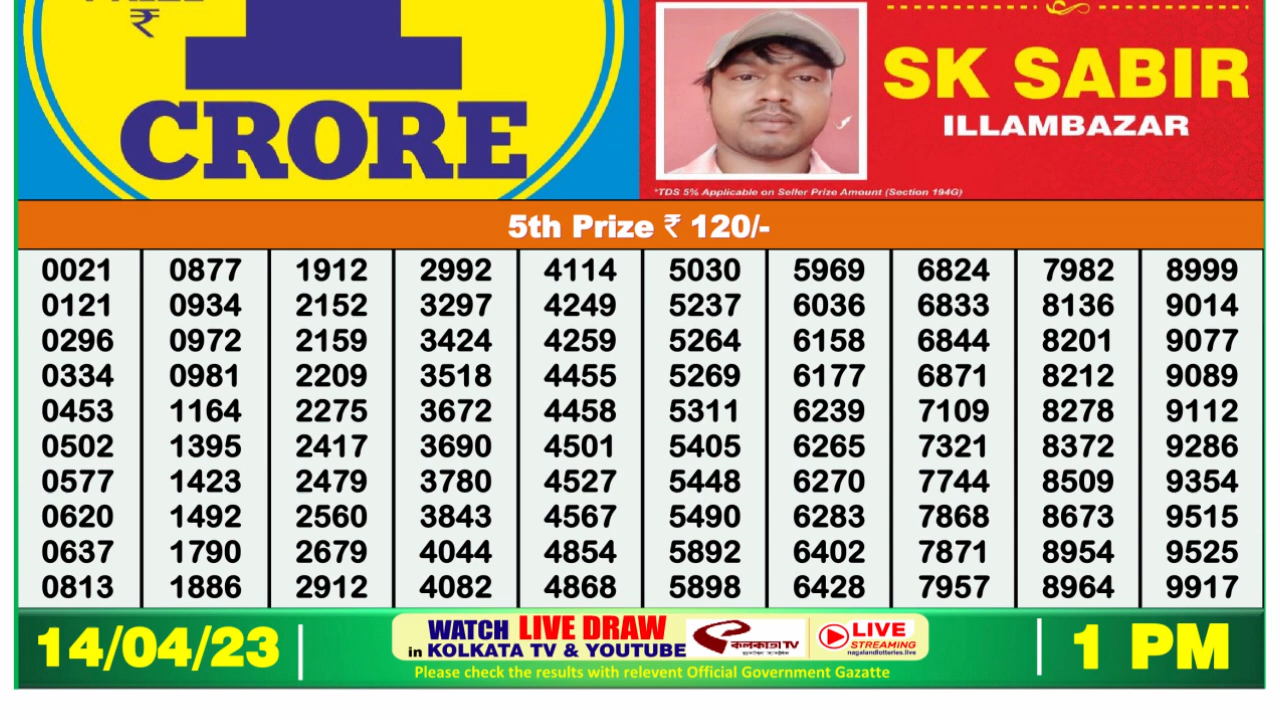 ₹
CRORE
SK SABIR
ILLAMBAZAR
*TDS 5% Applicable on Seller Prize Amount (Section 194G)
5th Prize ₹ 120/-
0021 0877 1912 2992 4114 5030 5969 6824 7982 8999
0121 0934 2152 3297 4249 5237 6036 6833 8136 9014
0296 0972 2159 3424 4259 5264 6158 6844 8201 9077
0334 0981 2209 3518 4455 5269 6177 6871 8212 9089
0453 1164 2275 3672 4458 5311 6239 7109 8278 9112
0502 1395 2417 3690 4501 5405 6265 7321 8372 9286
0577 1423 2479 3780 4527 5448 6270 7744 8509 9354
0620 1492 2560 3843 4567 5490 6283 7868 8673 9515
0637 1790 2679 4044 4854 5892 6402 7871 8954 9525
0813 1886 2912 4082 4868 5898 6428 7957 8964 9917
14/04/23
WATCH LIVE DRAW
in KOLKATA TV & YOUTUBE
কলকাতা TV
LIVE
STREAMING
nagalandlotteries.live
Please check the results with relevent Official Government Gazatte
1 PM